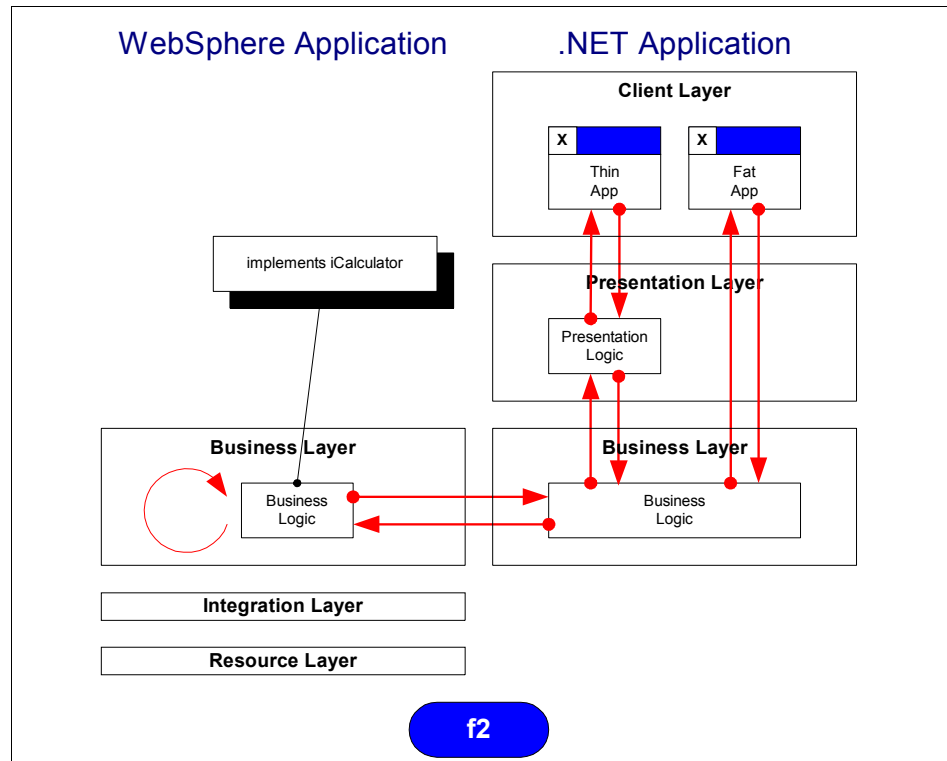 WebSphere Application
.NET Application
Client Layer
X
X
Thin
App
Fat
App
implements iCalculator
Presentation Layer
Presentation
Logic
Business Layer
Business Layer
Business
Logic
Business
Logic
Integration Layer
Resource Layer
f2